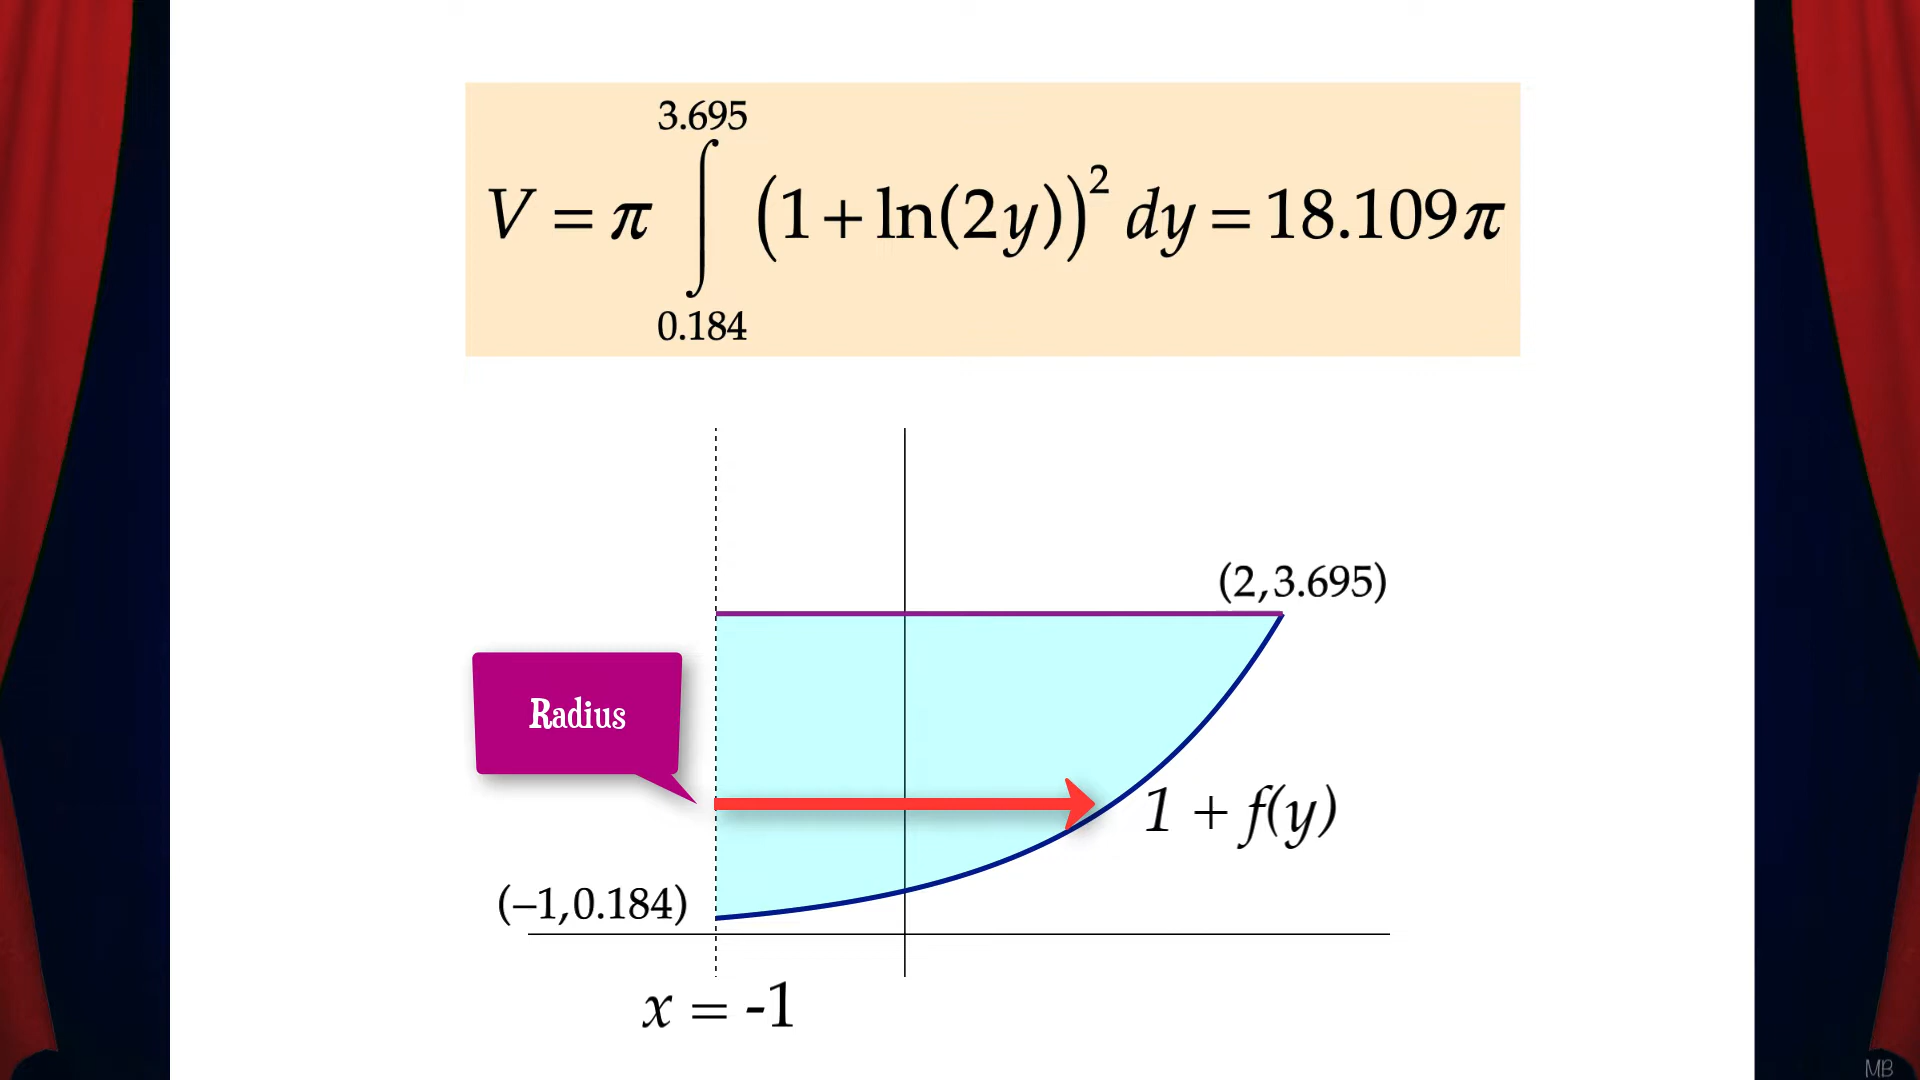 3.695
V = π ∫ (1 + ln(2y))² dy = 18.109π
0.184
(2, 3.695)
Radius
1 + f(y)
(−1, 0.184)
x = -1
MB